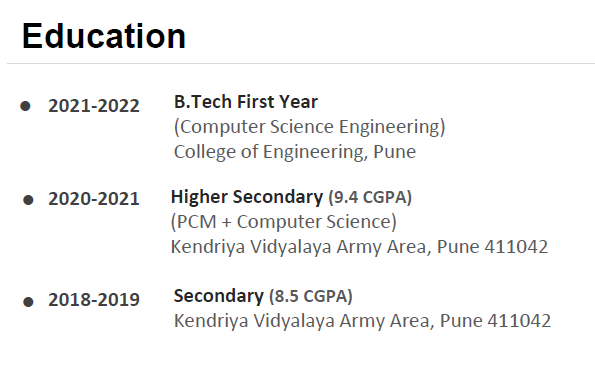 Education
● 2021-2022 B.Tech First Year
(Computer Science Engineering)
College of Engineering, Pune
● 2020-2021 Higher Secondary (9.4 CGPA)
(PCM + Computer Science)
Kendriya Vidyalaya Army Area, Pune 411042
● 2018-2019 Secondary (8.5 CGPA)
Kendriya Vidyalaya Army Area, Pune 411042